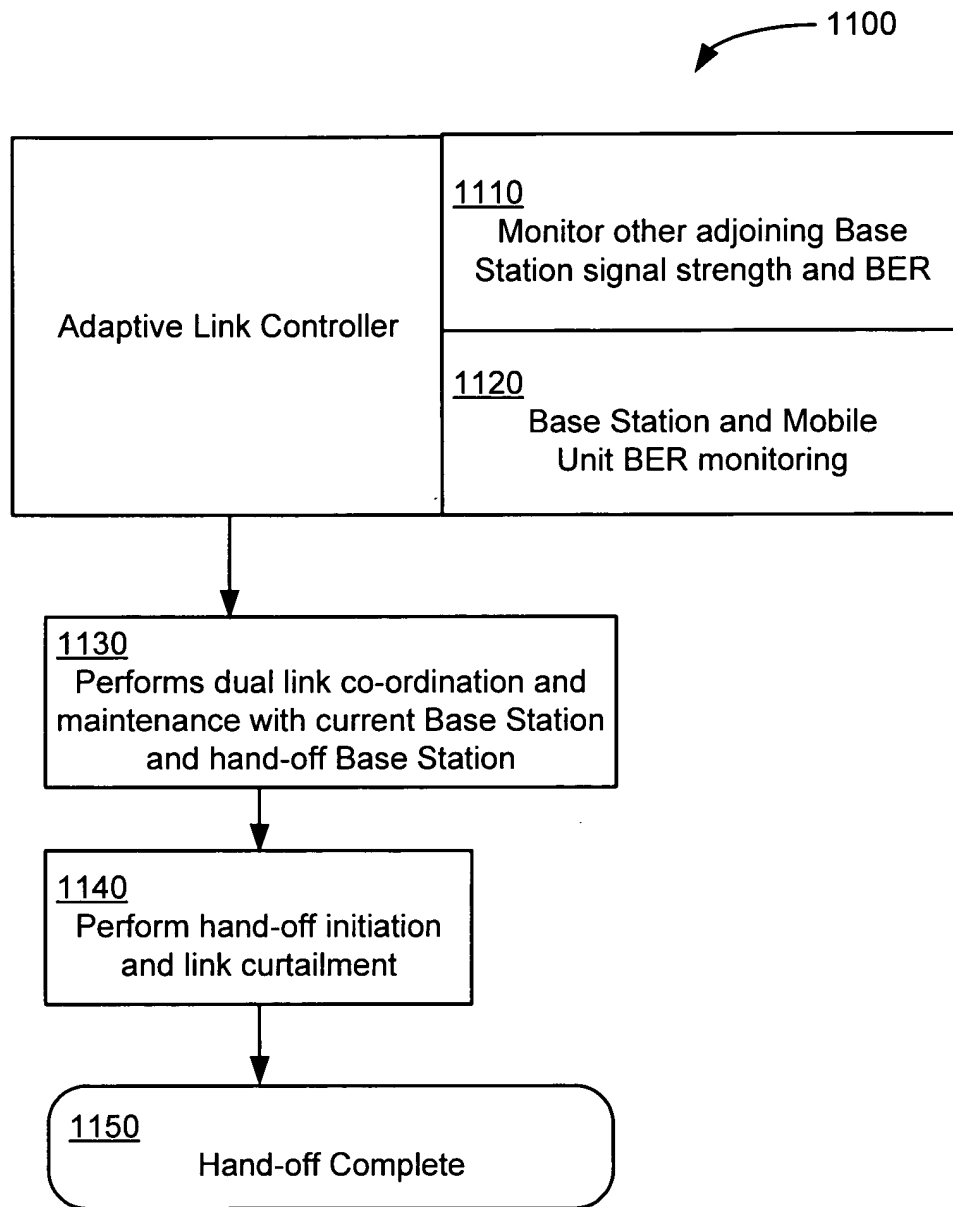 1100
Adaptive Link Controller
1110
Monitor other adjoining Base
Station signal strength and BER
1120
Base Station and Mobile
Unit BER monitoring
1130
Performs dual link co-ordination and
maintenance with current Base Station
and hand-off Base Station
1140
Perform hand-off initiation
and link curtailment
1150
Hand-off Complete